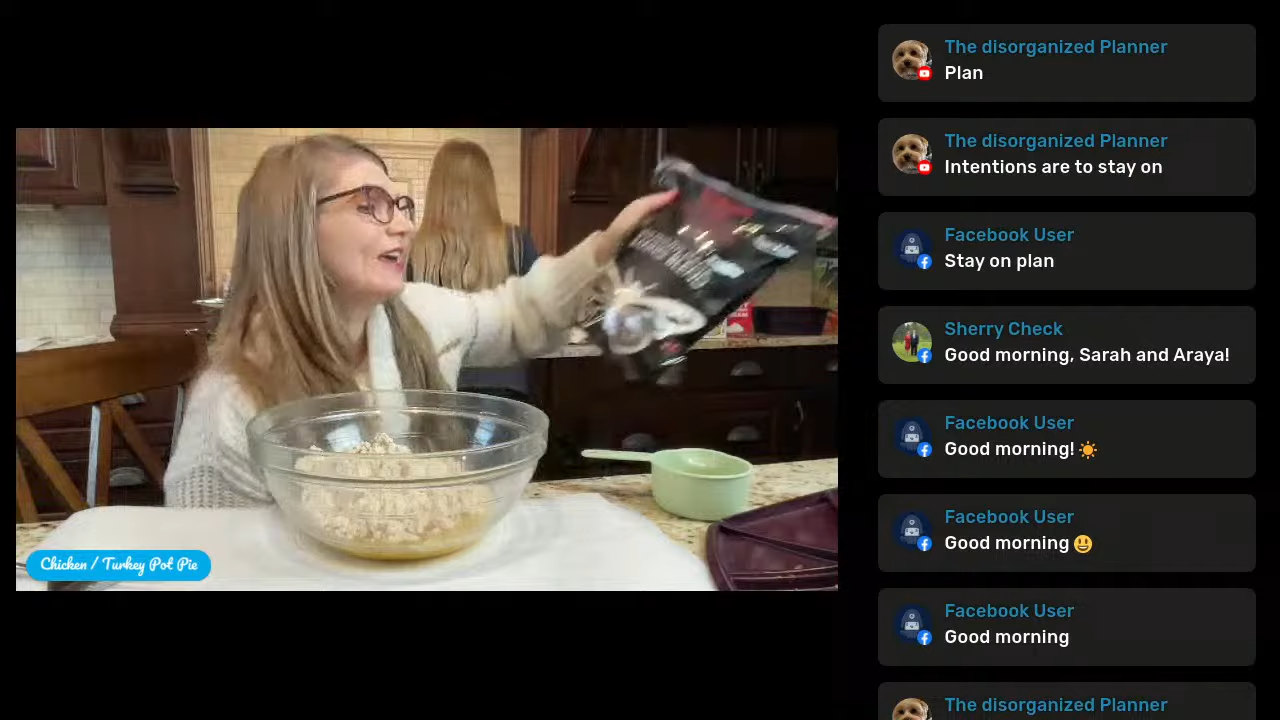 The disorganized Planner
Plan
The disorganized Planner
Intentions are to stay on
Facebook User
Stay on plan
Sherry Check
Good morning, Sarah and Araya!
Facebook User
Good morning! ☀️
Facebook User
Good morning 😃
Facebook User
Good morning
The disorganized Planner
Chicken / Turkey Pot Pie